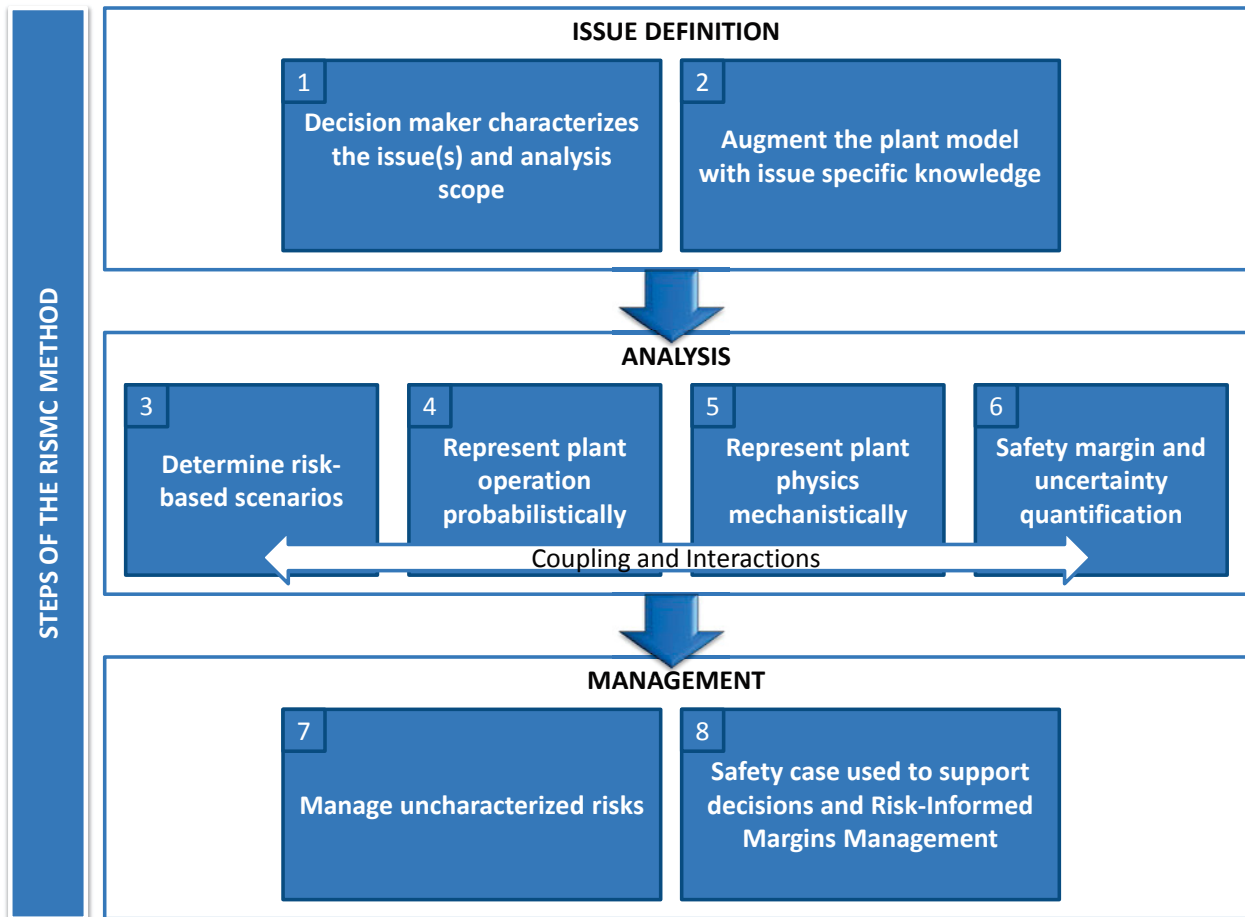 STEPS OF THE RISMC METHOD
ISSUE DEFINITION
1
Decision maker characterizes
the issue(s) and analysis
scope
2
Augment the plant model
with issue specific knowledge
ANALYSIS
3
Determine risk-
based scenarios
4
Represent plant
operation
probabilistically
5
Represent plant
physics
mechanistically
6
Safety margin and
uncertainty
quantification
Coupling and Interactions
MANAGEMENT
7
Manage uncharacterized risks
8
Safety case used to support
decisions and Risk-Informed
Margins Management